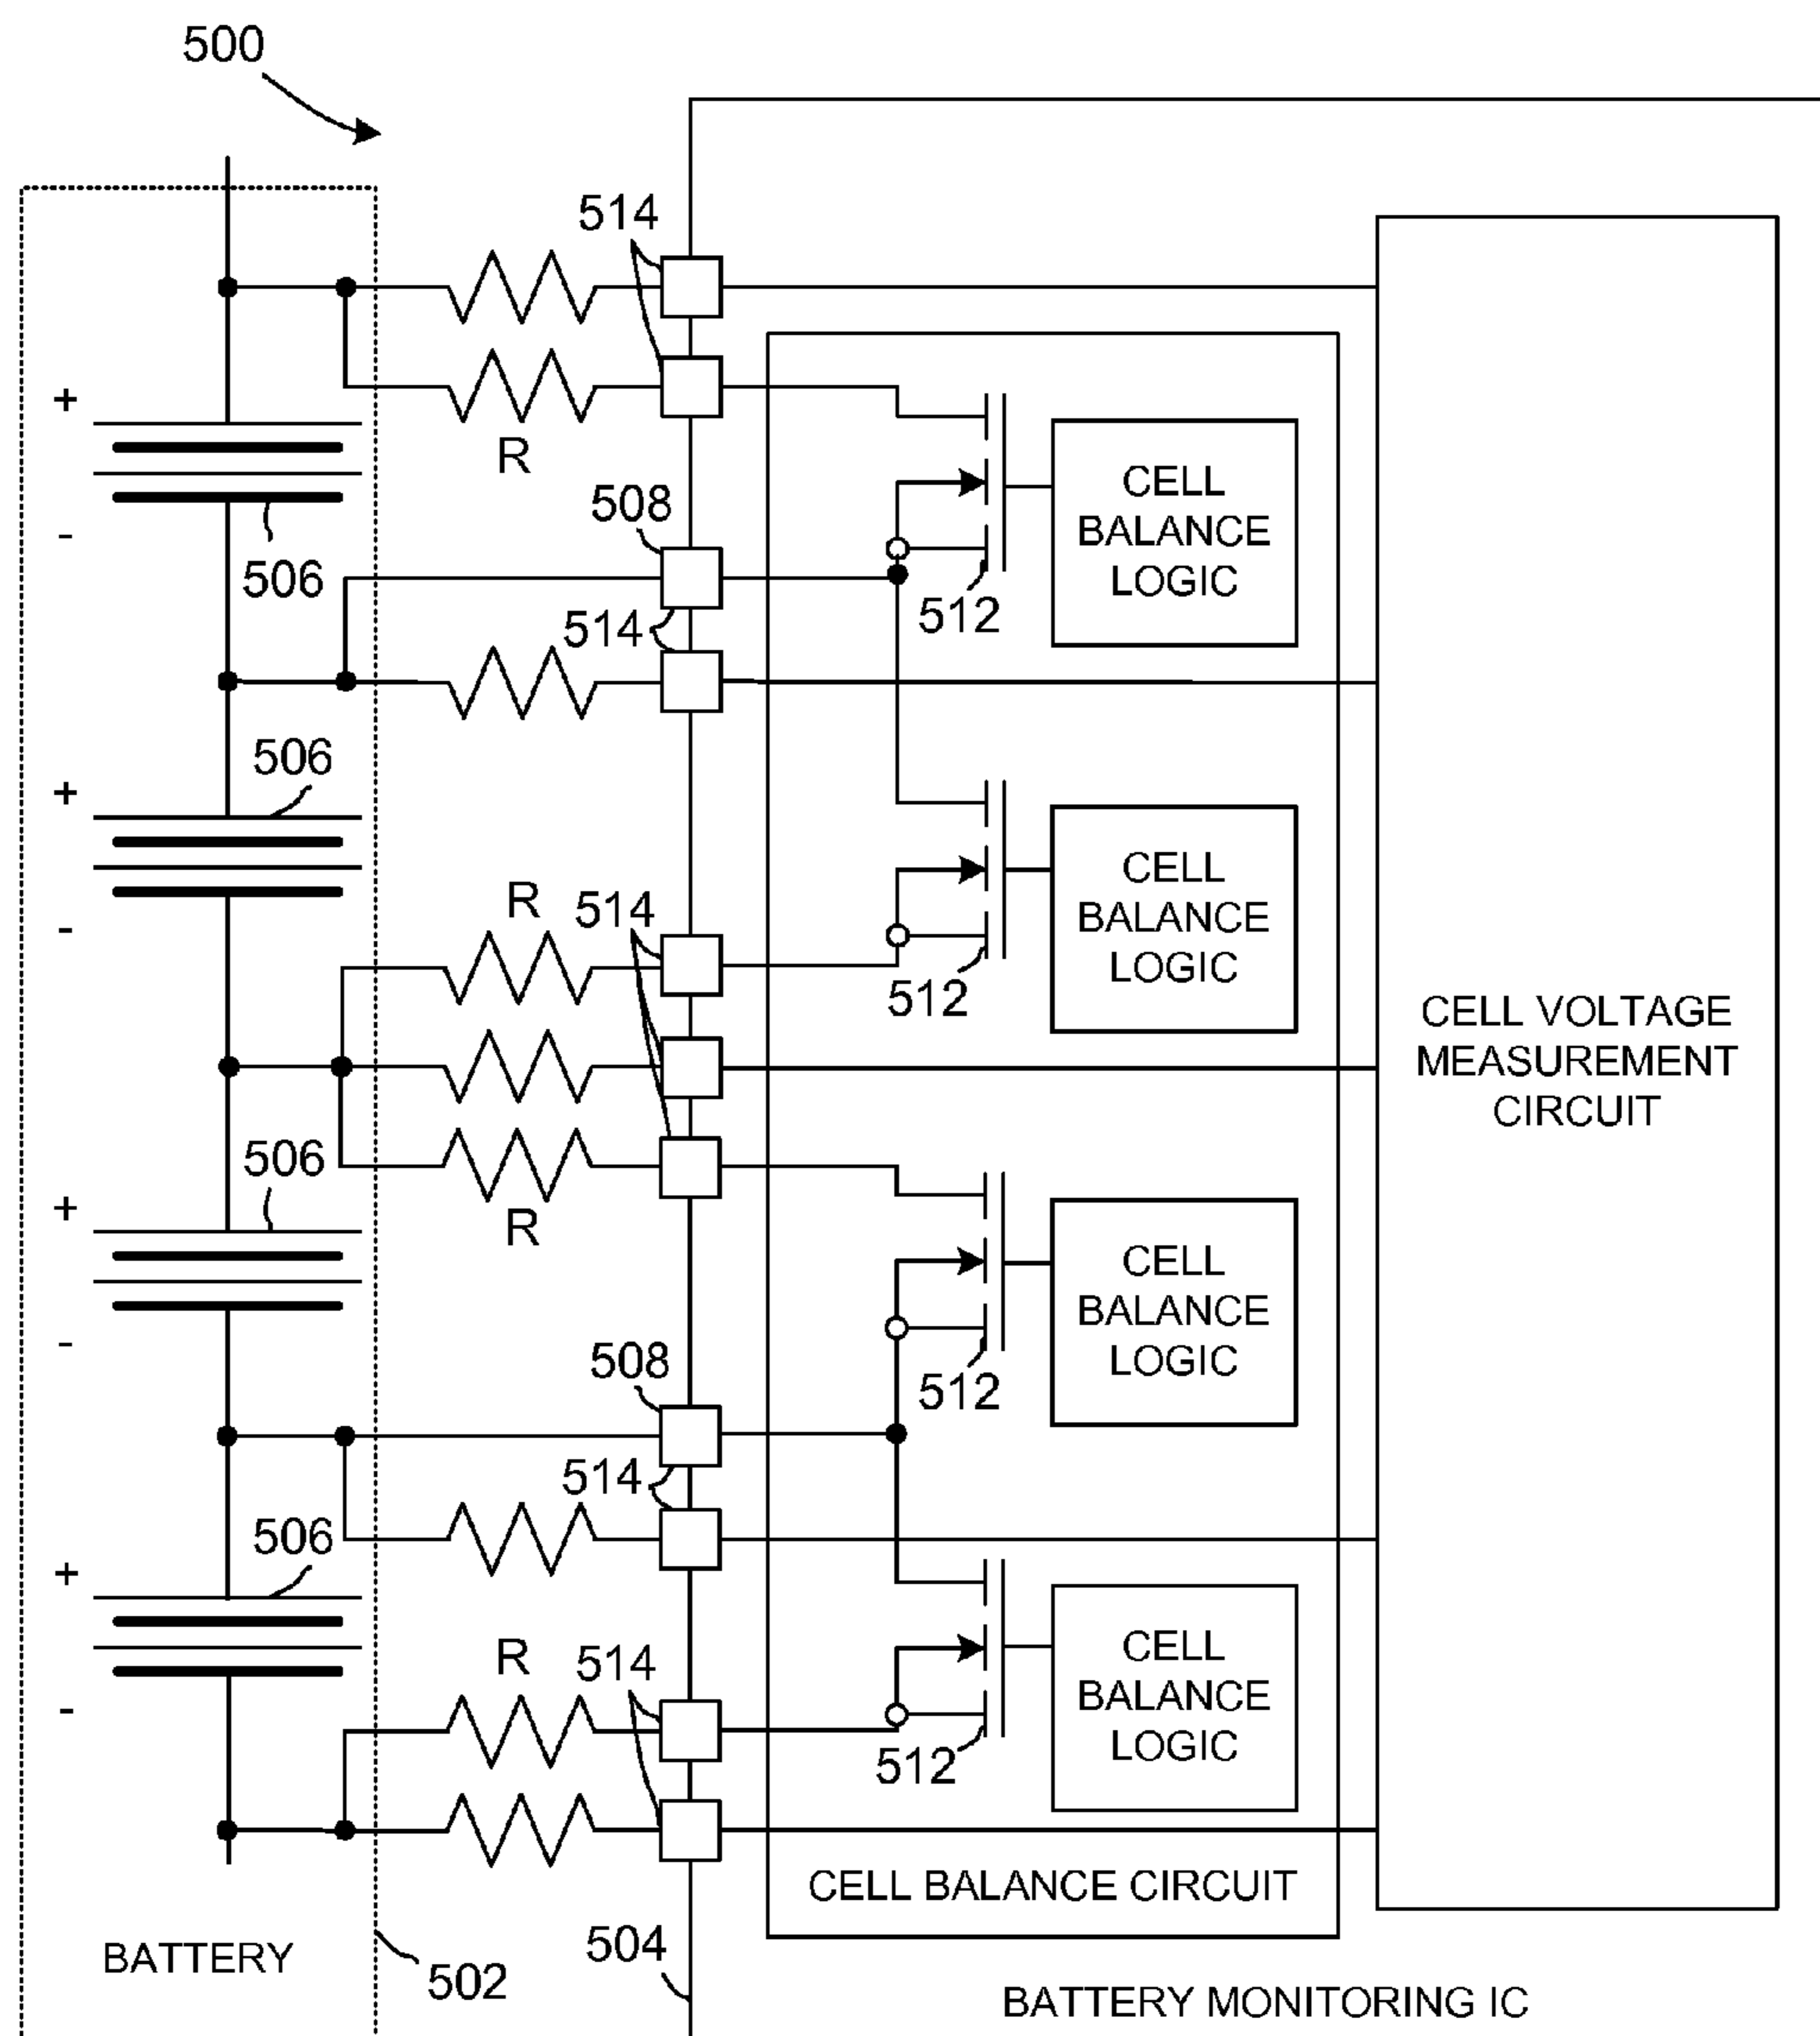 500
514
+
R
CELL
BALANCE
LOGIC
508
-
506
512
514
506
+
CELL
BALANCE
LOGIC
R
514
-
512
CELL VOLTAGE
MEASUREMENT
CIRCUIT
506
+
R
CELL
BALANCE
LOGIC
-
508
512
514
506
+
R
514
CELL
BALANCE
LOGIC
-
512
CELL BALANCE CIRCUIT
504
BATTERY
502
BATTERY MONITORING IC